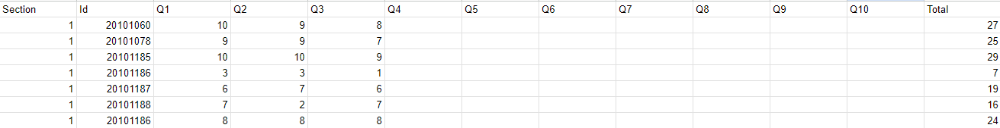 Section Id Q1 Q2 Q3 Q4 Q5 Q6 Q7 Q8 Q9 Q10 Total
1 20101060 10 9 8 27
1 20101078 9 9 7 25
1 20101185 10 10 9 29
1 20101186 3 3 1 7
1 20101187 6 7 6 19
1 20101188 7 2 7 16
1 20101186 8 8 8 24